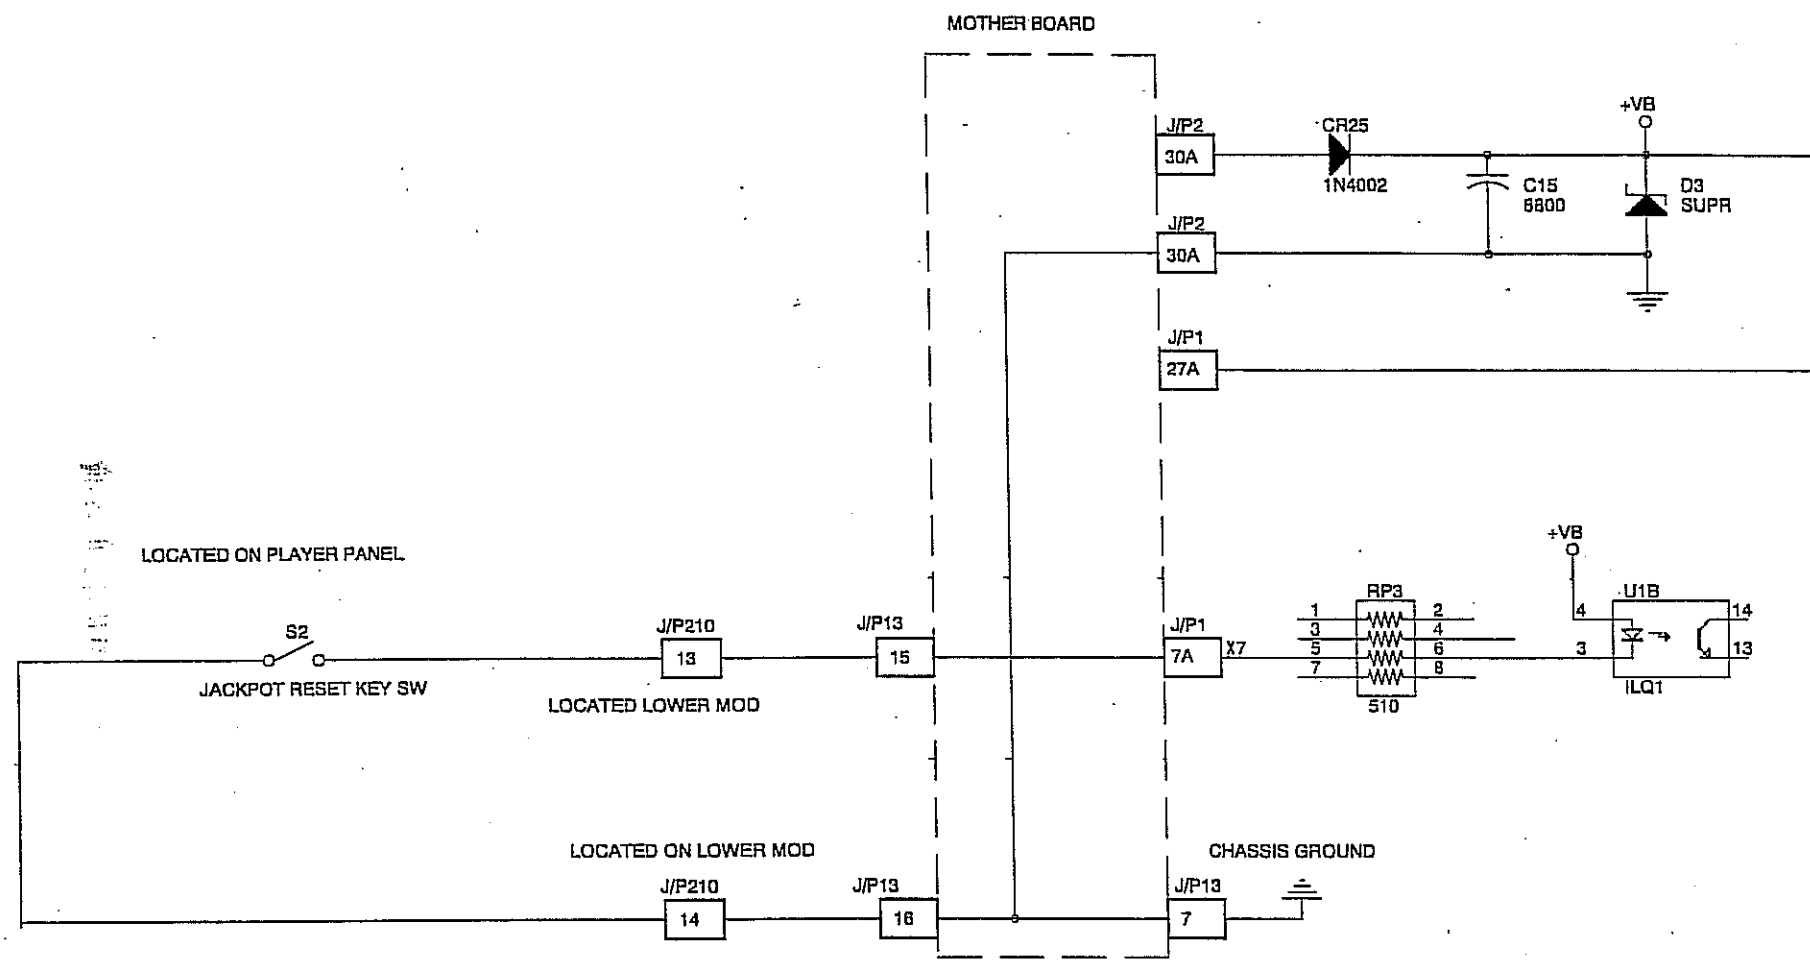 MOTHER BOARD
+VB
J/P2
CR25
30A
1N4002
C15
6800
D3
SUPR
J/P2
30A
J/P1
27A
LOCATED ON PLAYER PANEL
+VB
RP3
U1B
1
2
4
14
S2
J/P210
J/P13
J/P1
3
4
13
15
7A
X7
5
6
3
13
7
8
JACKPOT RESET KEY SW
510
ILQ1
LOCATED LOWER MOD
LOCATED ON LOWER MOD
CHASSIS GROUND
J/P210
J/P13
J/P13
14
16
7